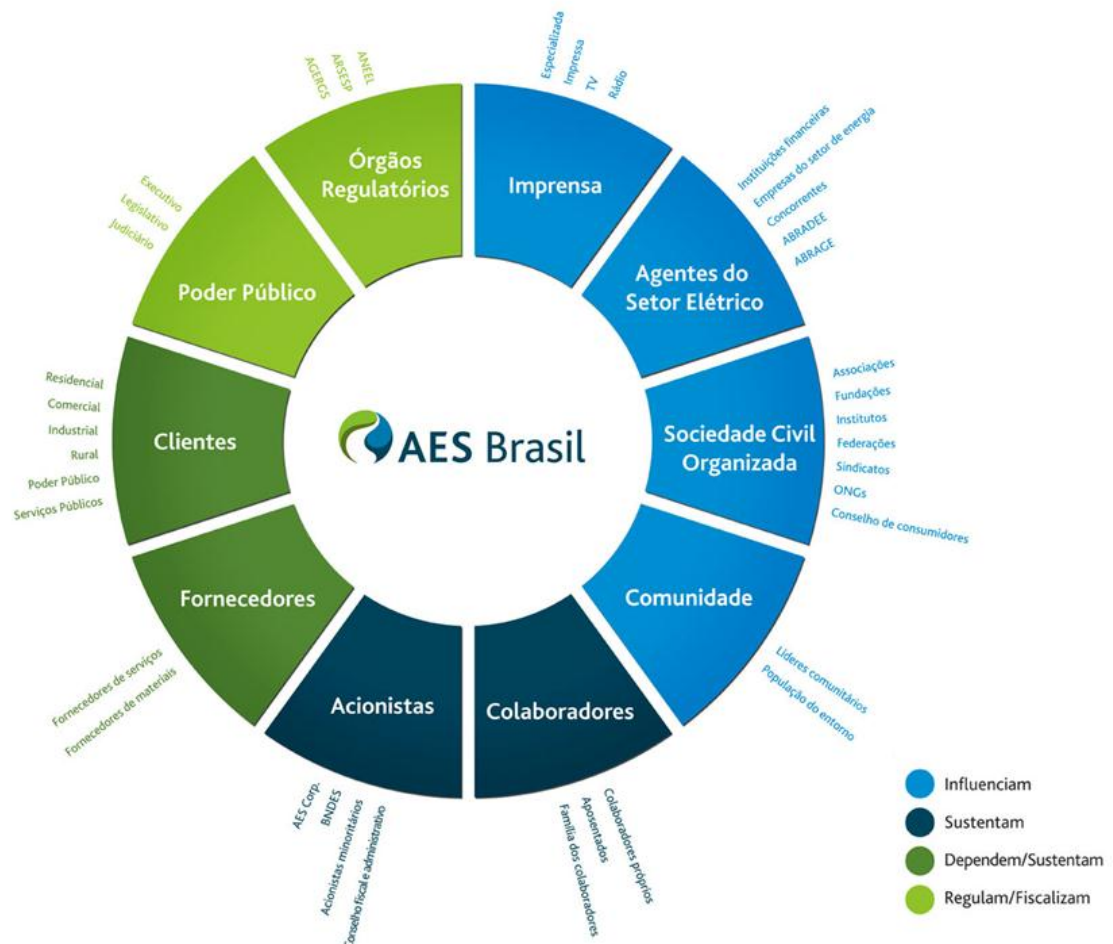 AGERGS
ARSESP
ANEEL
Órgãos
Regulatórios
Especializada
Impressa
TV
Rádio
Imprensa
Instituições financeiras
Empresas do setor de energia
Concorrentes
ABRADEE
ABRAGE
Agentes do
Setor Elétrico
Associações
Fundações
Institutos
Federações
Sindicatos
ONGs
Conselho de consumidores
Sociedade Civil
Organizada
Líderes comunitários
População do entorno
Comunidade
Colaboradores próprios
Aposentados
Família dos colaboradores
Colaboradores
AES Corp.
BNDES
Acionistas minoritários
Conselho fiscal e administrativo
Acionistas
Fornecedores de serviços
Fornecedores de materiais
Fornecedores
Residencial
Comercial
Industrial
Rural
Poder Público
Serviços Públicos
Clientes
Executivo
Legislativo
Judiciário
Poder Público
AES Brasil
Influenciam
Sustentam
Dependem/Sustentam
Regulam/Fiscalizam